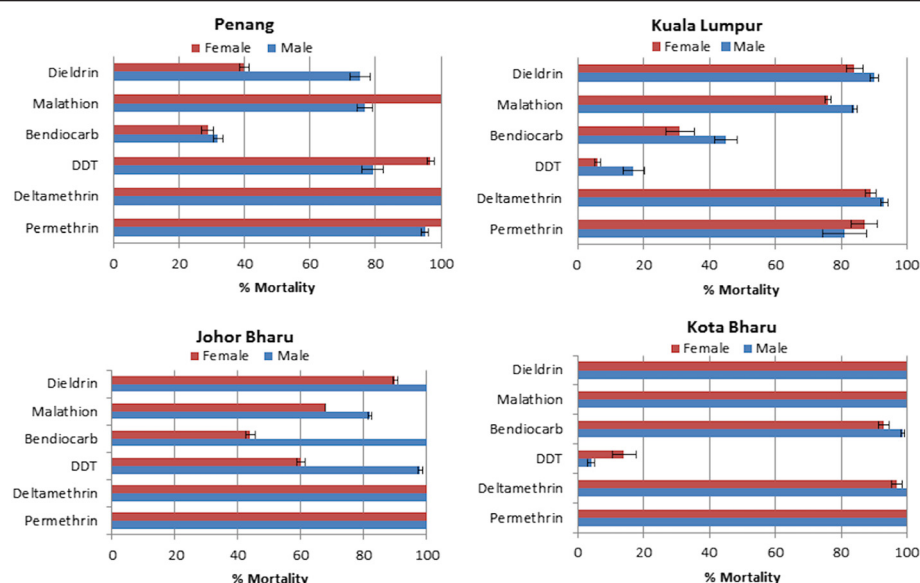 Penang
Female Male
Dieldrin
Malathion
Bendiocarb
DDT
Deltamethrin
Permethrin
0 20 40 60 80 100
% Mortality
Kuala Lumpur
Female Male
Dieldrin
Malathion
Bendiocarb
DDT
Deltamethrin
Permethrin
0 20 40 60 80 100
% Mortality
Johor Bharu
Female Male
Dieldrin
Malathion
Bendiocarb
DDT
Deltamethrin
Permethrin
0 20 40 60 80 100
% Mortality
Kota Bharu
Female Male
Dieldrin
Malathion
Bendiocarb
DDT
Deltamethrin
Permethrin
0 20 40 60 80 100
% Mortality